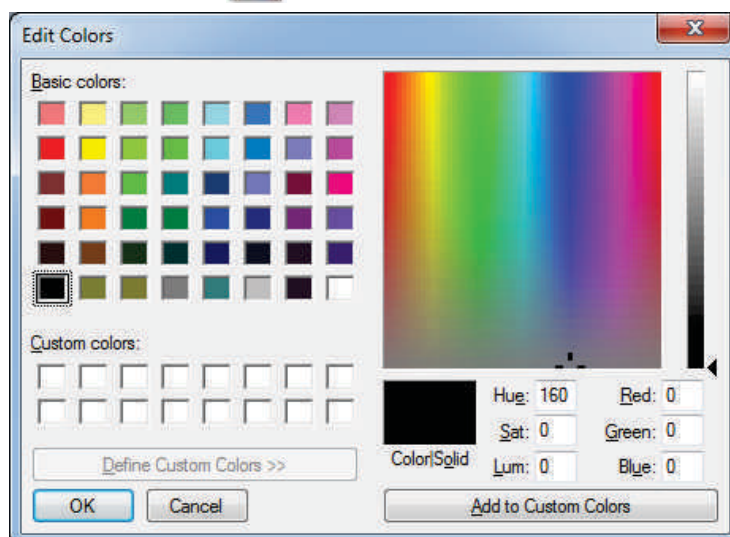 Edit Colors
Basic colors:
Custom colors:
Define Custom Colors >>
OK Cancel
Color|Solid
Hue: 160 Red: 0
Sat: 0 Green: 0
Lum: 0 Blue: 0
Add to Custom Colors